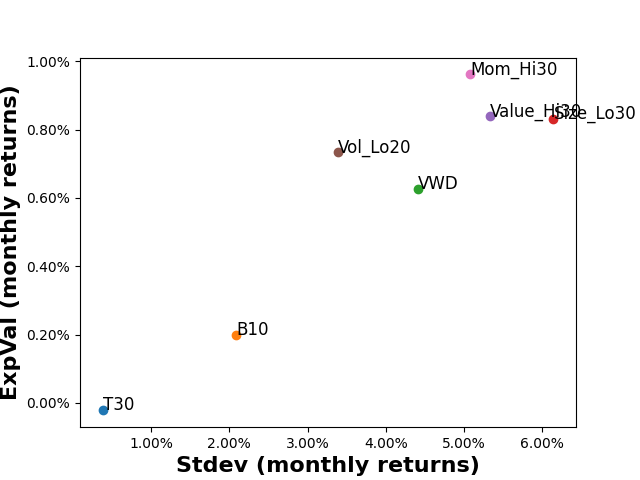 1.00%
Mom_Hi30
0.80%
Value_Hi30
Size_Lo30
Vol_Lo20
0.60%
VWD
0.40%
0.20%
B10
0.00%
T30
ExpVal (monthly returns)
1.00% 2.00% 3.00% 4.00% 5.00% 6.00%
Stdev (monthly returns)